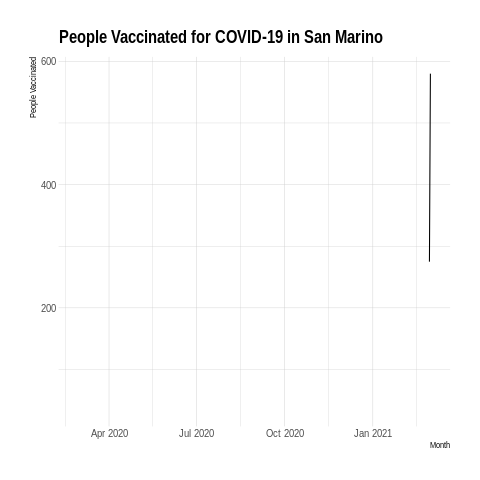 People Vaccinated for COVID-19 in San Marino
People Vaccinated
600
400
200
Apr 2020 Jul 2020 Oct 2020 Jan 2021
Month